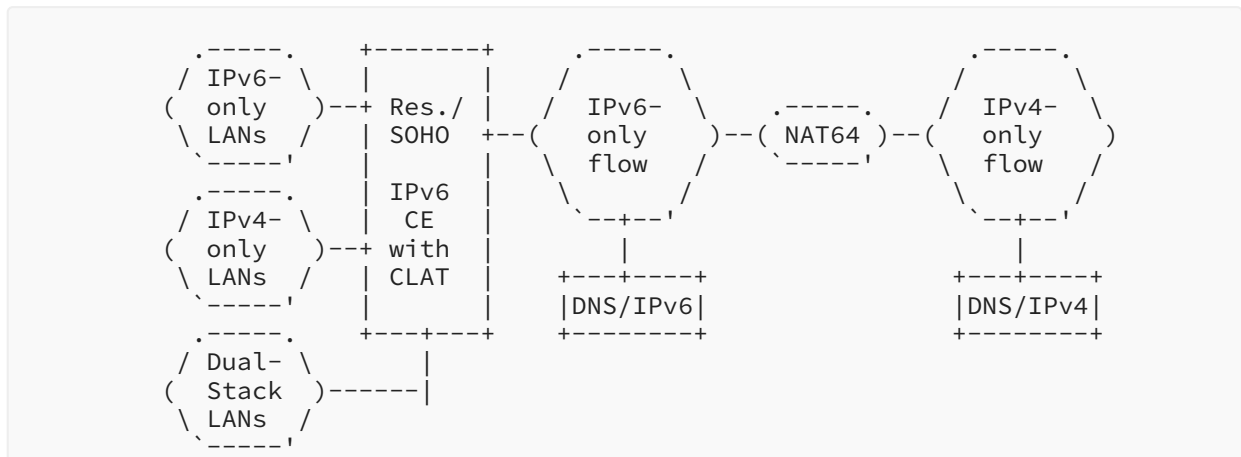 IPv6-
only
LANs
Res./
SOHO
IPv6
CE
with
CLAT
IPv6-
only
flow
NAT64
IPv4-
only
flow
IPv4-
only
LANs
DNS/IPv6
DNS/IPv4
Dual-
Stack
LANs